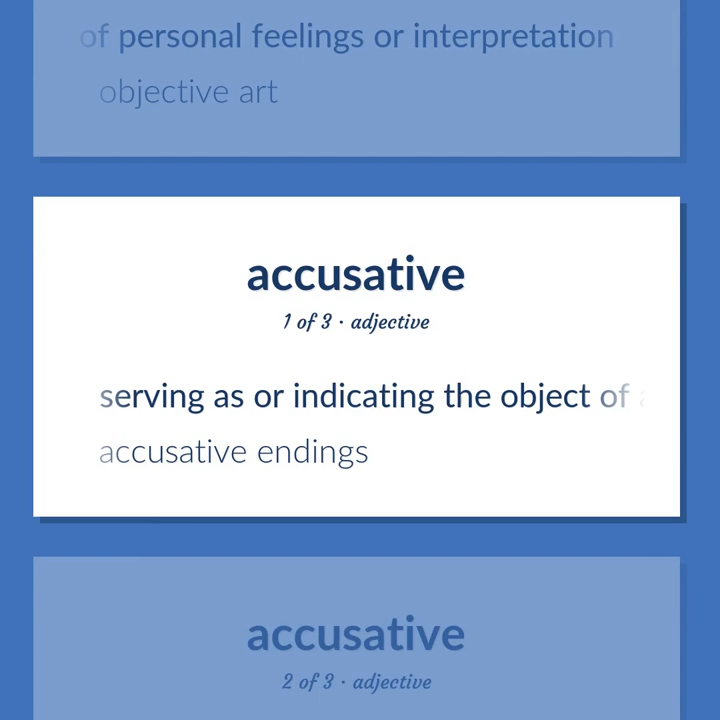 of personal feelings or interpretation
objective art
accusative
1 of 3 · adjective
serving as or indicating the object of
accusative endings
accusative
2 of 3 · adjective